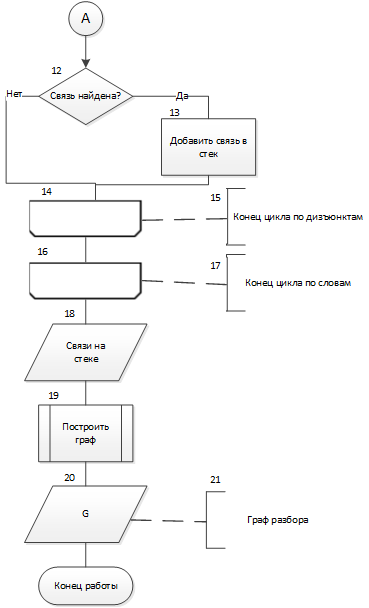 А
12
Связь найдена?
Нет
Да
13
Добавить связь в
стек
14
15
Конец цикла по дизъюнктам
16
17
Конец цикла по словам
18
Связи на
стеке
19
Построить
граф
20
G
21
Граф разбора
Конец работы